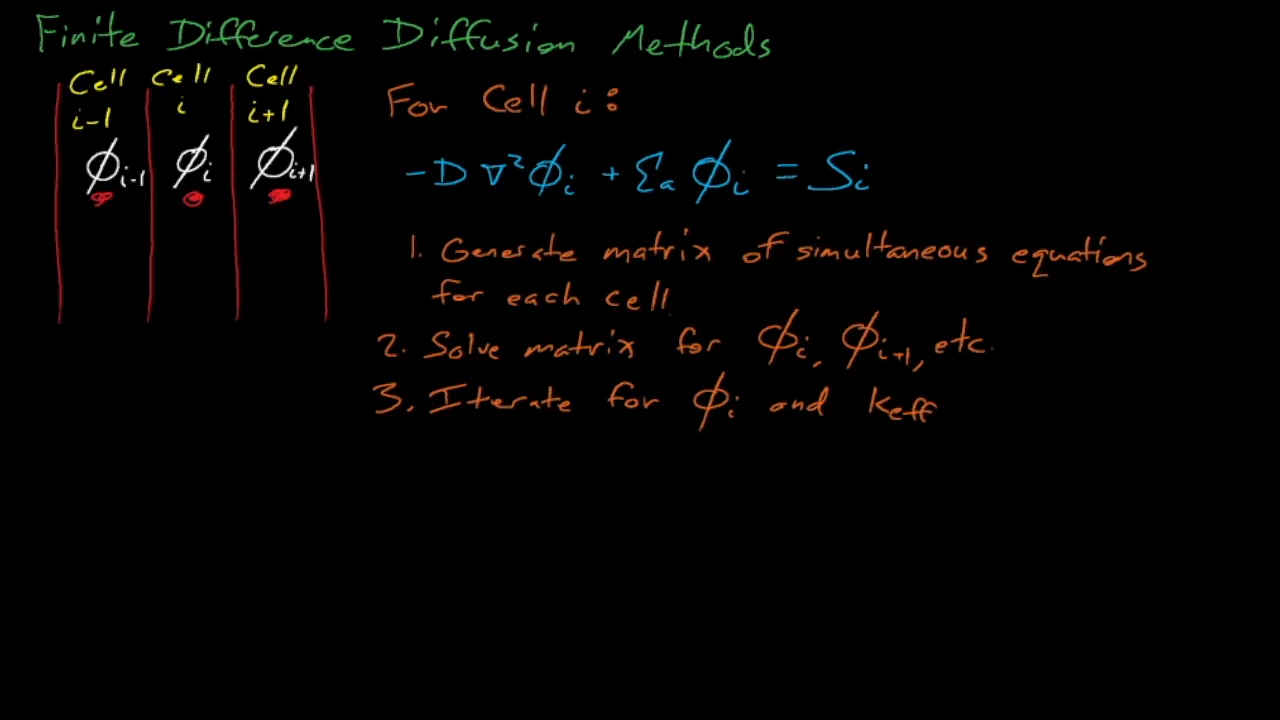 Finite Difference Diffusion Methods
Cell i-1
Cell i
Cell i+1
ϕᵢ₋₁ ϕᵢ ϕᵢ₊₁
For Cell i:
-D ∇²ϕᵢ + Σₐ ϕᵢ = Sᵢ
1. Generate matrix of simultaneous equations
for each cell
2. Solve matrix for ϕᵢ, ϕᵢ₊₁, etc.
3. Iterate for ϕᵢ and Keff